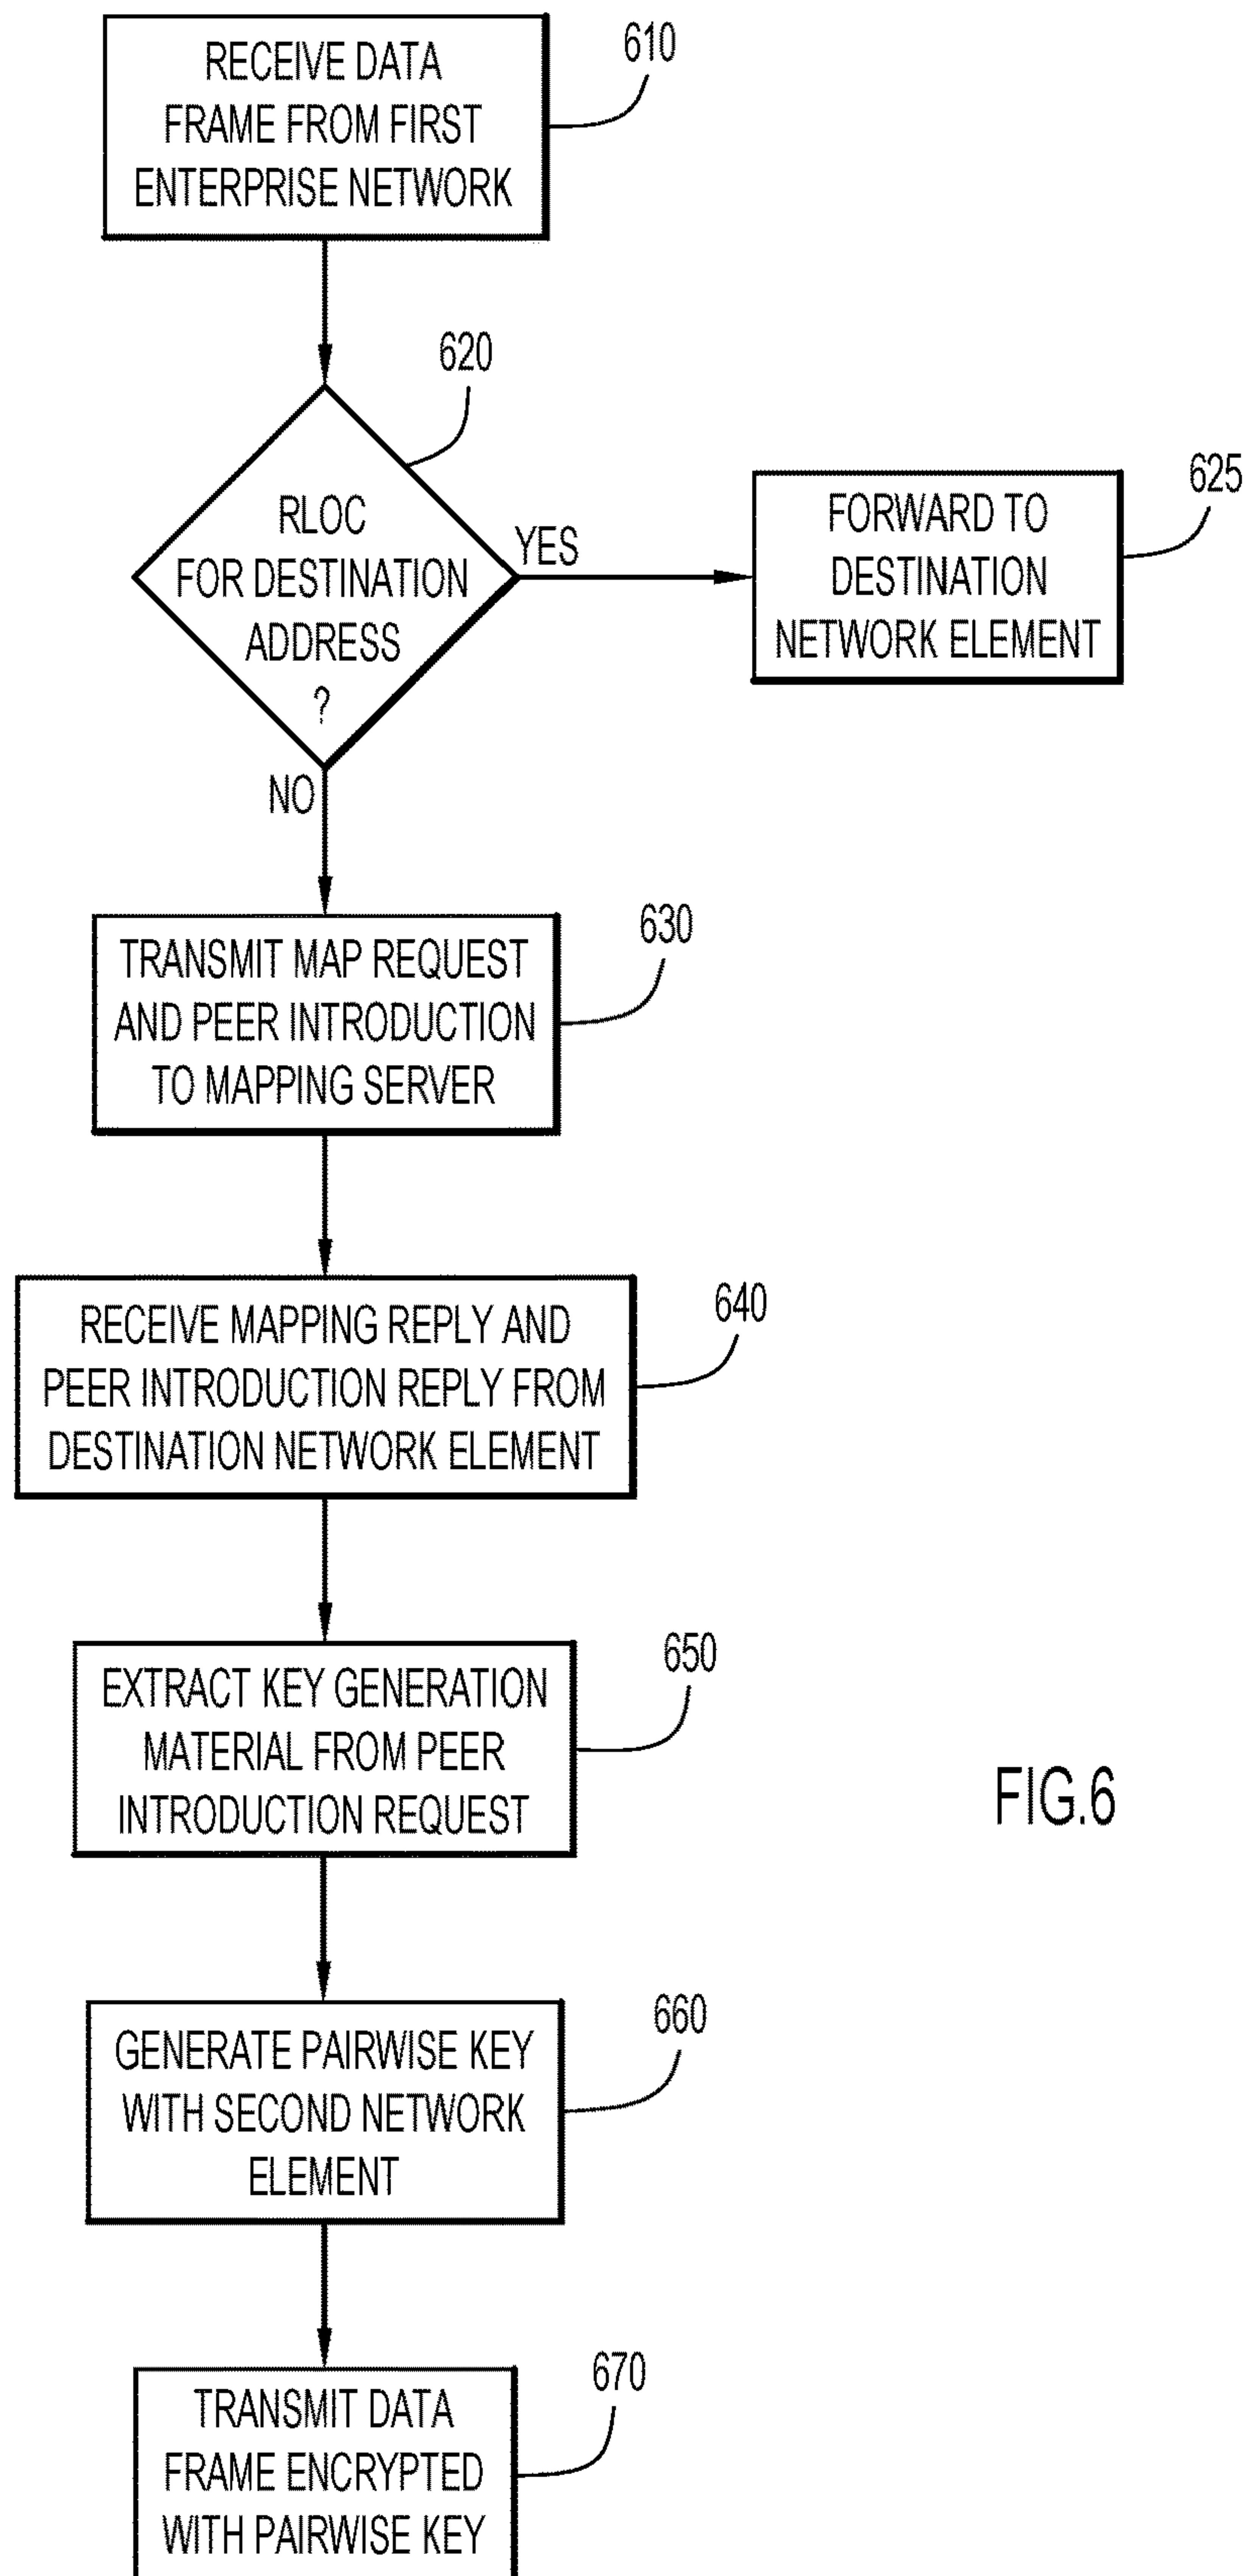 RECEIVE DATA
FRAME FROM FIRST
ENTERPRISE NETWORK
610
620
RLOC
FOR DESTINATION
ADDRESS
?
YES
FORWARD TO
DESTINATION
NETWORK ELEMENT
625
NO
TRANSMIT MAP REQUEST
AND PEER INTRODUCTION
TO MAPPING SERVER
630
RECEIVE MAPPING REPLY AND
PEER INTRODUCTION REPLY FROM
DESTINATION NETWORK ELEMENT
640
EXTRACT KEY GENERATION
MATERIAL FROM PEER
INTRODUCTION REQUEST
650
FIG.6
GENERATE PAIRWISE KEY
WITH SECOND NETWORK
ELEMENT
660
TRANSMIT DATA
FRAME ENCRYPTED
WITH PAIRWISE KEY
670